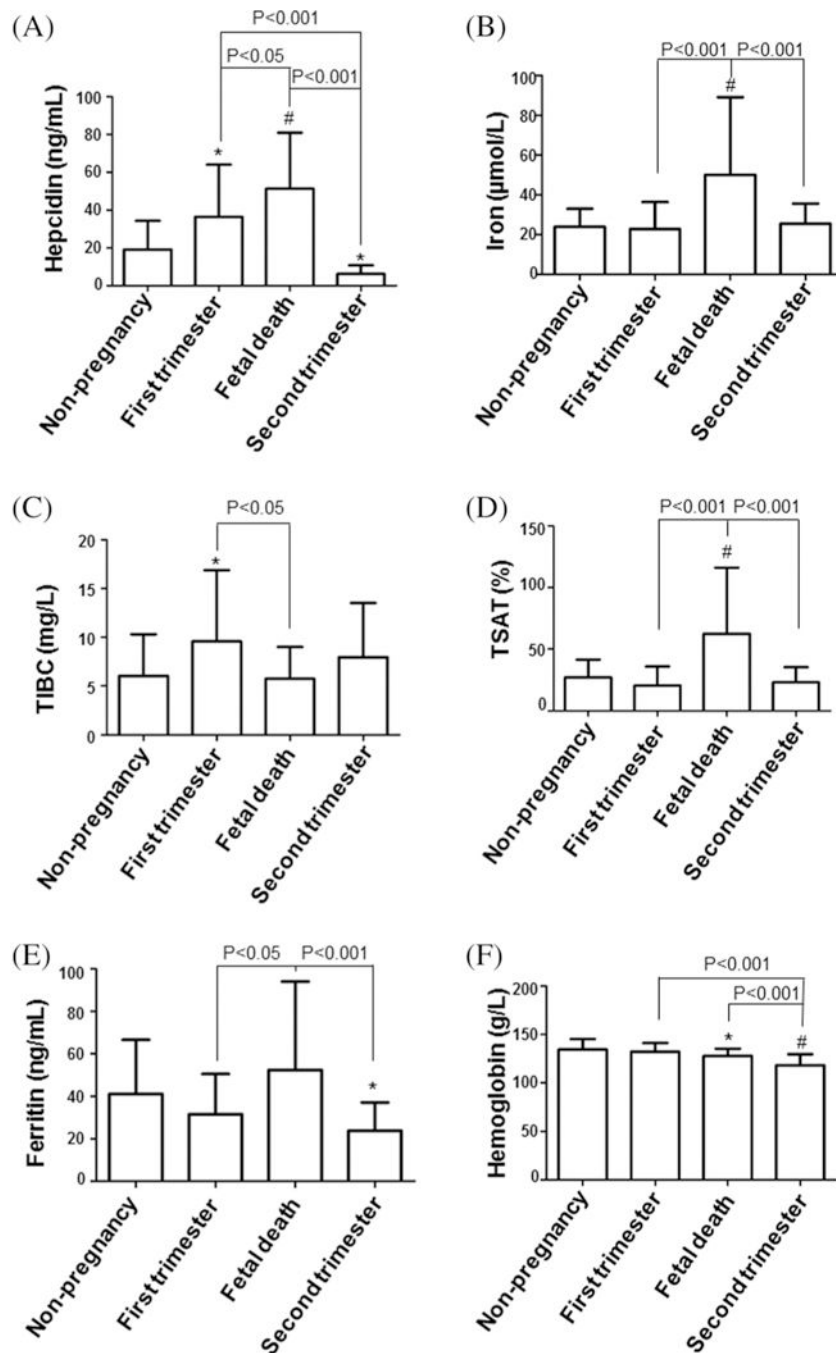 (A)
P<0.001
P<0.05
P<0.001
Hepcidin (ng/mL)
100
80
60
40
20
0
*
#
*
Non-pregnancy
First trimester
Fetal death
Second trimester
(B)
P<0.001 P<0.001
Iron (µmol/L)
100
80
60
40
20
0
#
Non-pregnancy
First trimester
Fetal death
Second trimester
(C)
P<0.05
TIBC (mg/L)
20
15
10
5
0
*
Non-pregnancy
First trimester
Fetal death
Second trimester
(D)
P<0.001 P<0.001
TSAT (%)
150
100
50
0
#
Non-pregnancy
First trimester
Fetal death
Second trimester
(E)
P<0.05 P<0.001
Ferritin (ng/mL)
100
80
60
40
20
0
*
Non-pregnancy
First trimester
Fetal death
Second trimester
(F)
P<0.001
P<0.001
Hemoglobin (g/L)
200
150
100
50
0
*
#
Non-pregnancy
First trimester
Fetal death
Second trimester